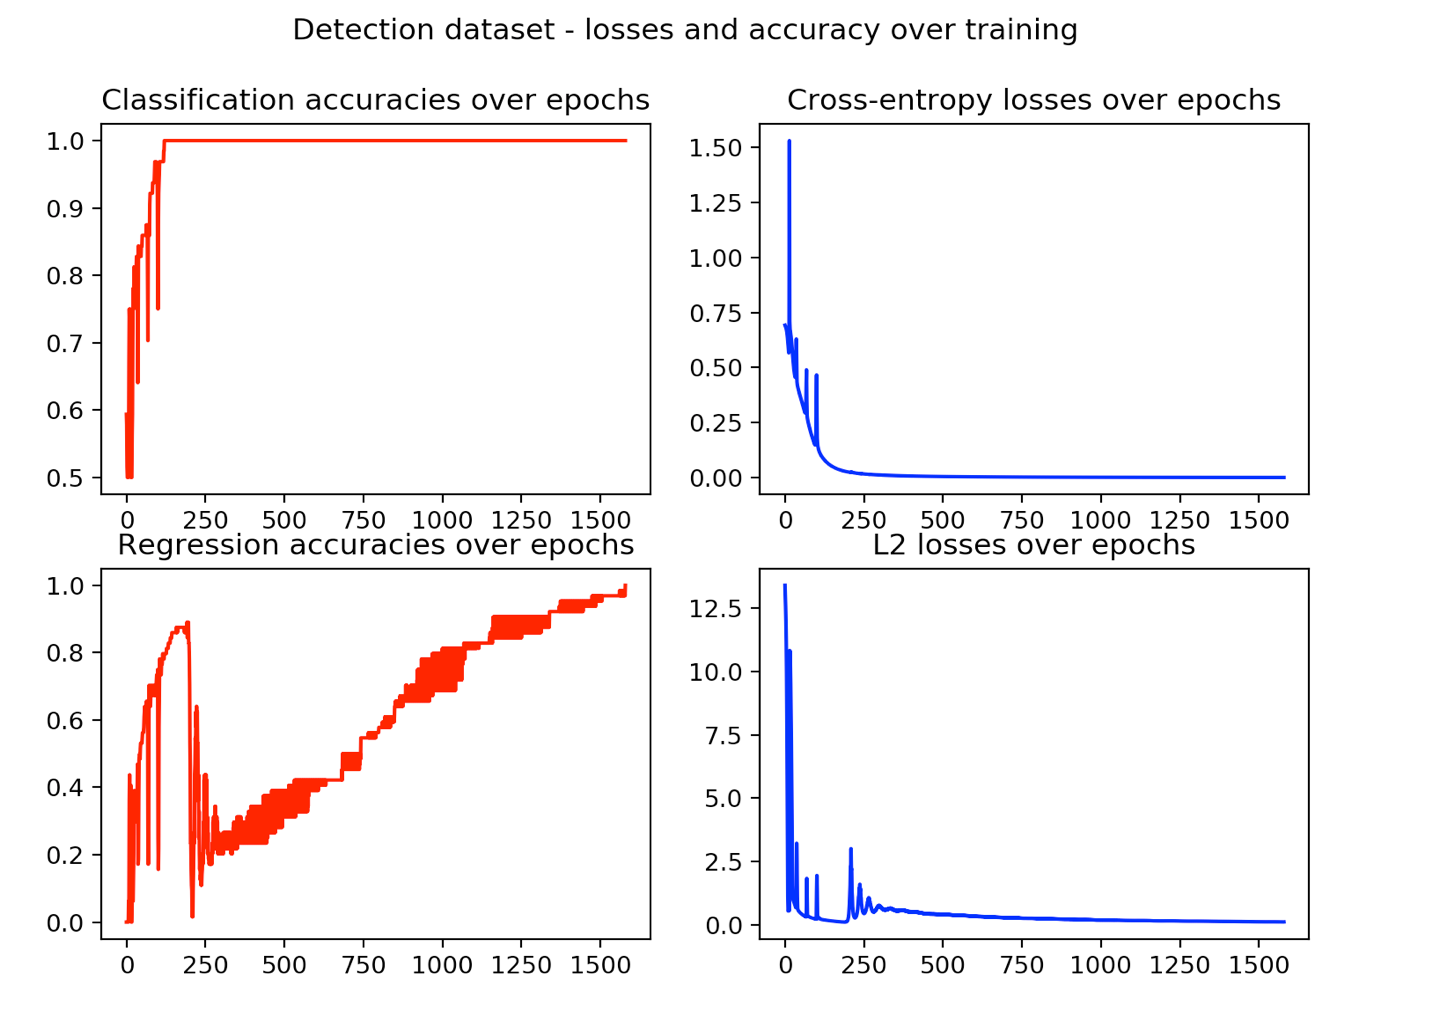 Detection dataset - losses and accuracy over training
Classification accuracies over epochs
1.0
0.9
0.8
0.7
0.6
0.5
0 250 500 750 1000 1250 1500
Cross-entropy losses over epochs
1.50
1.25
1.00
0.75
0.50
0.25
0.00
0 250 500 750 1000 1250 1500
Regression accuracies over epochs
1.0
0.8
0.6
0.4
0.2
0.0
0 250 500 750 1000 1250 1500
L2 losses over epochs
12.5
10.0
7.5
5.0
2.5
0.0
0 250 500 750 1000 1250 1500